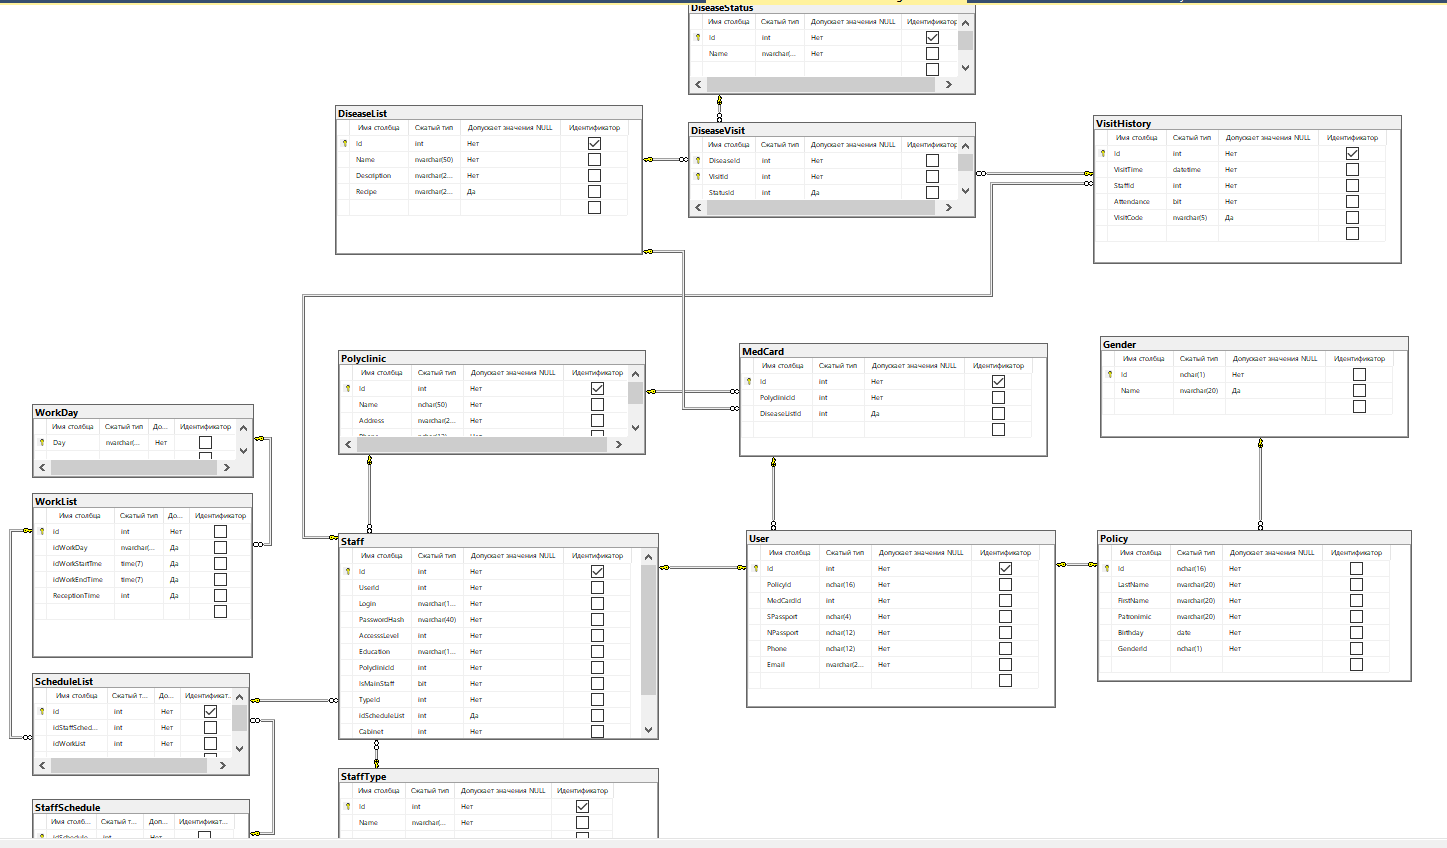 DiseaseStatus
Имя столбца Сжатый тип Допускает значения NULL Идентификатор
Id int Нет
Name nvarchar(... Нет
DiseaseList
Имя столбца Сжатый тип Допускает значения NULL Идентификатор
Id int Нет
Name nvarchar(50) Нет
Description nvarchar(2... Нет
Recipe nvarchar(2... Да
DiseaseVisit
Имя столбца Сжатый тип Допускает значения NULL Идентификатор
DiseaseId int Нет
VisitId int Нет
StatusId int Да
VisitHistory
Имя столбца Сжатый тип Допускает значения NULL Идентификатор
Id int Нет
VisitTime datetime Нет
StaffId int Нет
Attendance bit Нет
VisitCode nvarchar(5) Да
Polyclinic
Имя столбца Сжатый тип Допускает значения NULL Идентификатор
Id int Нет
Name nchar(50) Нет
Address nvarchar(2... Нет
MedCard
Имя столбца Сжатый тип Допускает значения NULL Идентификатор
Id int Нет
PolyclinicId int Нет
DiseaseListId int Да
Gender
Имя столбца Сжатый тип Допускает значения NULL Идентификатор
Id nchar(1) Нет
Name nvarchar(20) Да
WorkDay
Имя столбца Сжатый тип До... Идентификатор
Day nvarchar(... Нет
WorkList
Имя столбца Сжатый тип До... Идентификатор
id int Нет
idWorkDay nvarchar(... Да
idWorkStartTime time(7) Да
idWorkEndTime time(7) Да
ReceptionTime int Да
Staff
Имя столбца Сжатый тип Допускает значения NULL Идентификатор
Id int Нет
UserId int Нет
Login nvarchar(1... Нет
PasswordHash nvarchar(40) Нет
AccesssLevel int Нет
Education nvarchar(1... Нет
PolyclinicId int Нет
IsMainStaff bit Нет
TypeId int Нет
idScheduleList int Да
Cabinet int Нет
User
Имя столбца Сжатый тип Допускает значения NULL Идентификатор
Id int Нет
PolicyId nchar(16) Нет
MedCardId int Нет
SPassport nchar(4) Нет
NPassport nchar(12) Нет
Phone nchar(12) Нет
Email nvarchar(2... Нет
Policy
Имя столбца Сжатый тип Допускает значения NULL Идентификатор
Id nchar(16) Нет
LastName nvarchar(20) Нет
FirstName nvarchar(20) Нет
Patronimic nvarchar(20) Нет
Birthday date Нет
GenderId nchar(1) Нет
ScheduleList
Имя столбца Сжатый т... До... Идентификат...
id int Нет
idStaffSched... int Нет
idWorkList int Нет
StaffType
Имя столбца Сжатый тип Допускает значения NULL Идентификатор
Id int Нет
Name nvarchar(... Нет
StaffSchedule
Имя столб... Сжатый т... Доп... Идентификат...
idSchedule int Нет